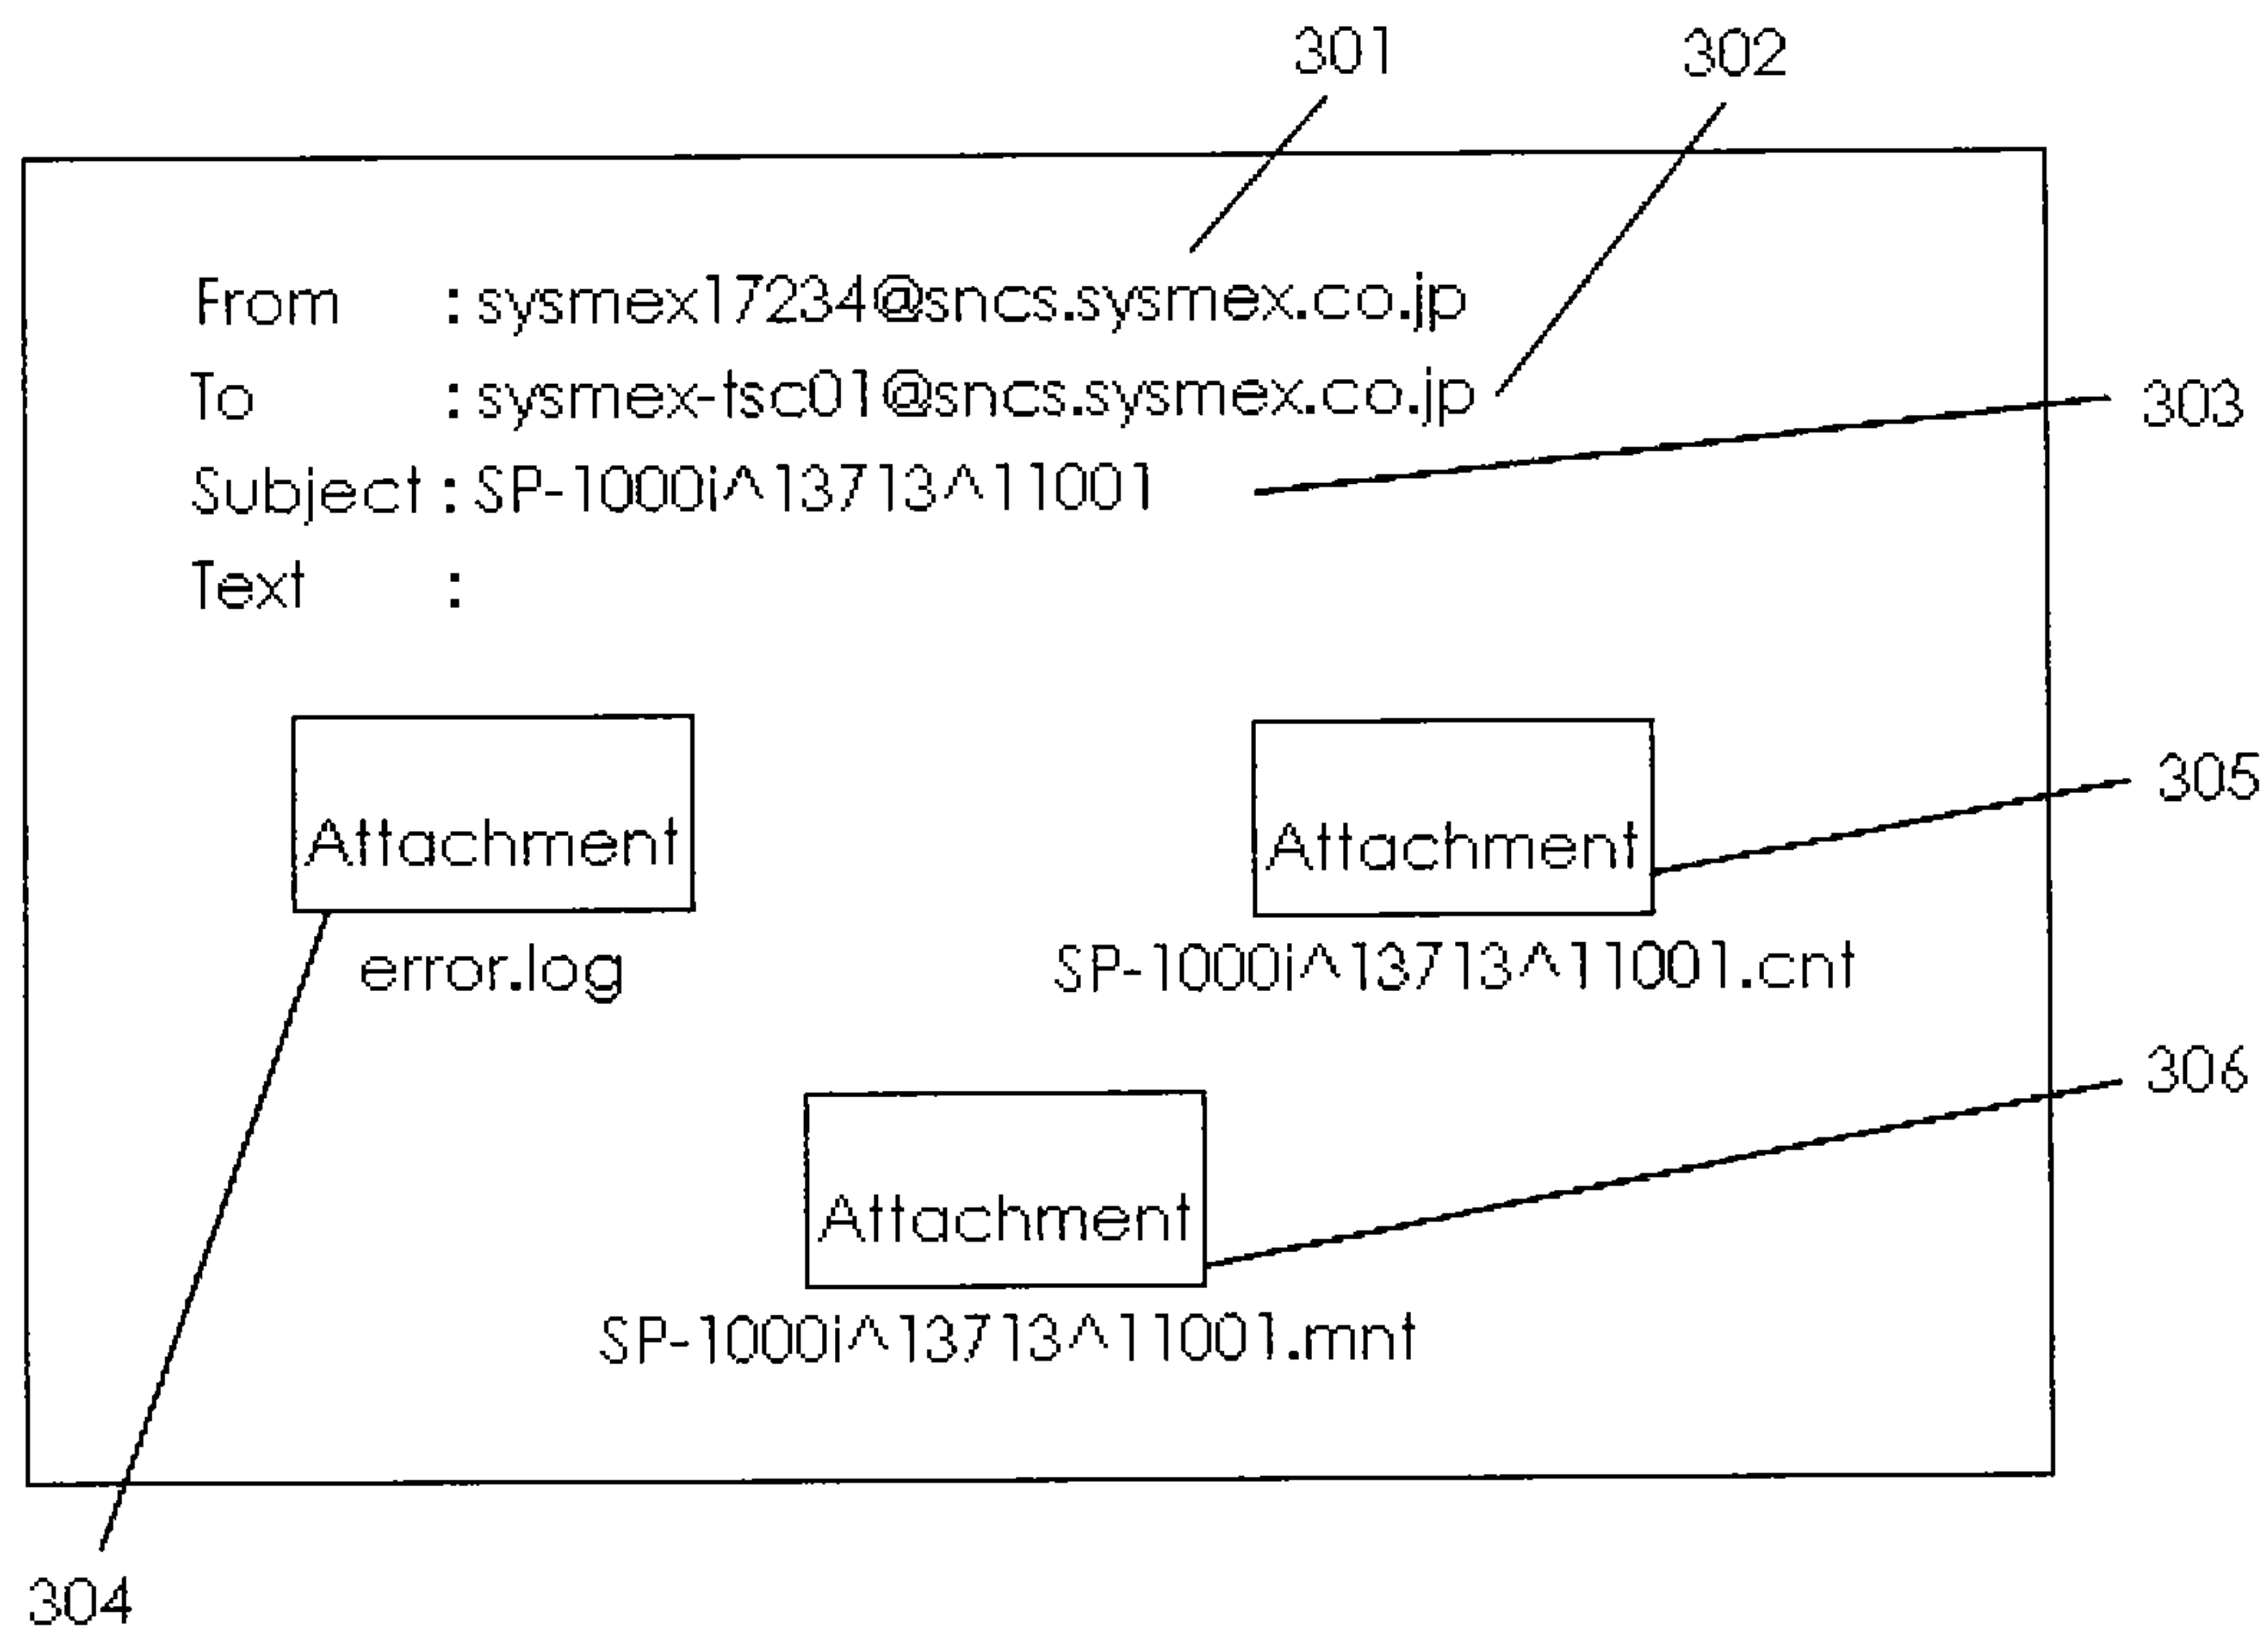 301 302
From : sysmex17234@sncs.sysmex.co.jp
To : sysmex-tsc01@sncs.sysmex.co.jp
303
Subject : SP-1000i^13713^11001
Text :
305
Attachment Attachment
error.log SP-1000i^13713^11001.cnt
306
Attachment
SP-1000i^13713^11001.mnt
304